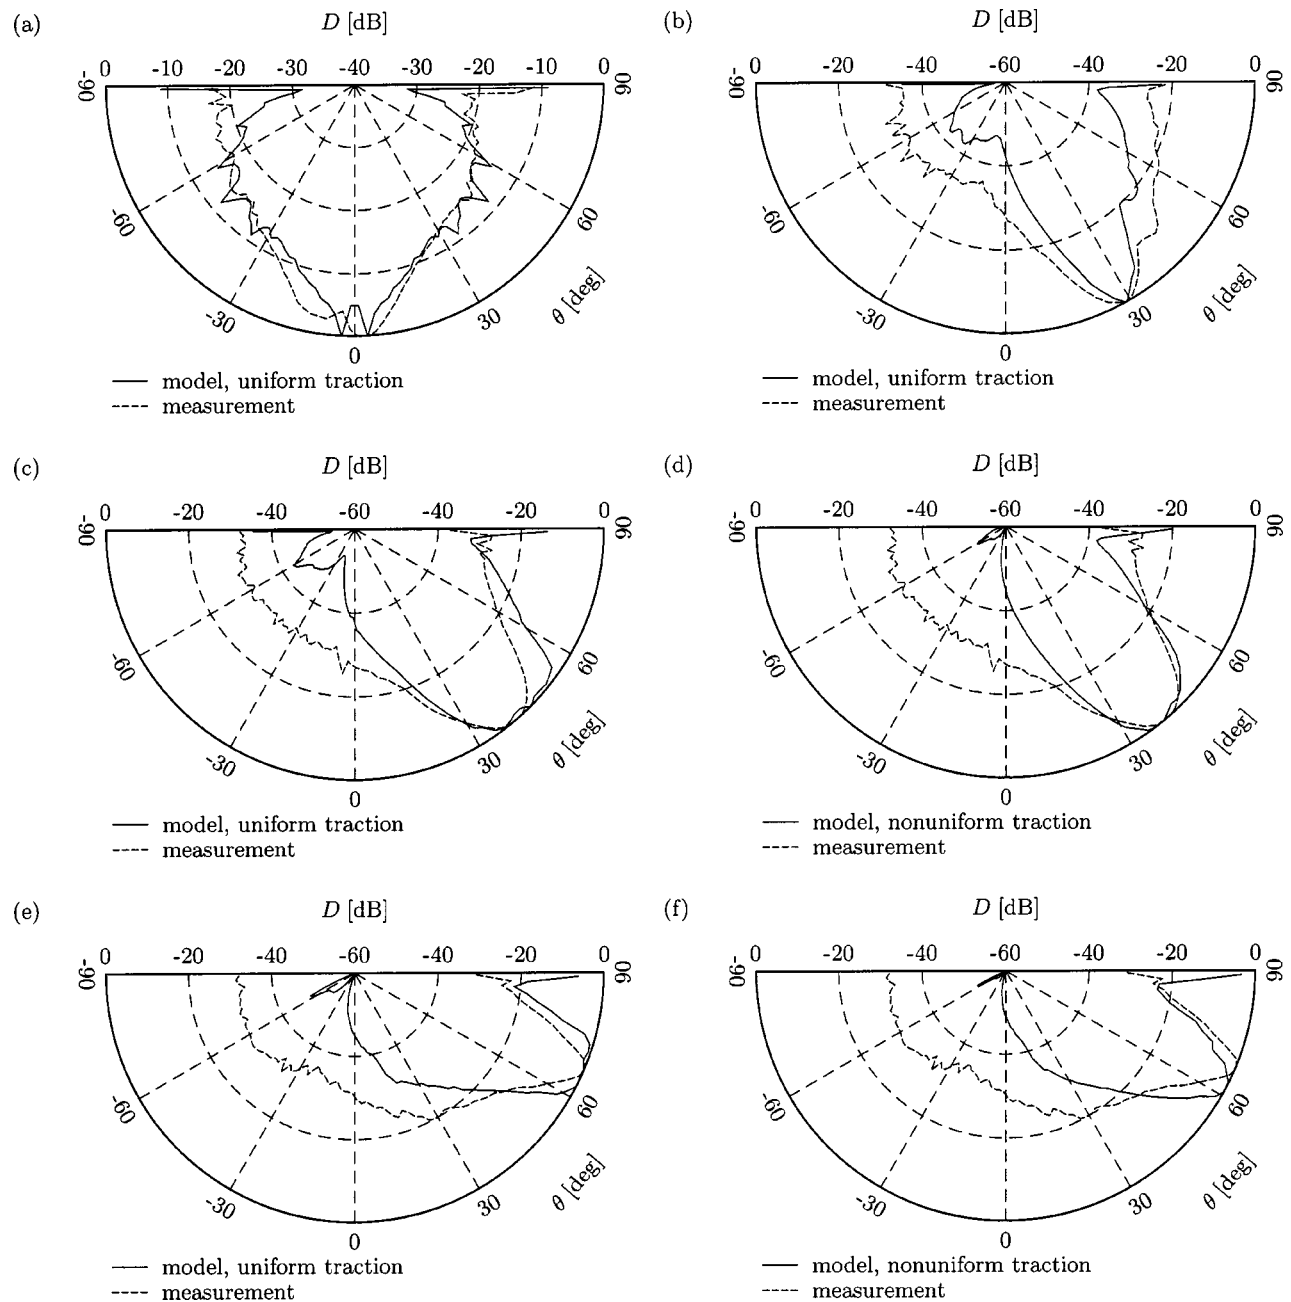 (a)
D [dB]
0 -10 -20 -30 -40 -30 -20 -10 0
-90 90
-60 60
-30 30
0
θ [deg]
model, uniform traction
measurement
(b)
D [dB]
0 -20 -40 -60 -40 -20 0
-90 90
-60 60
-30 30
0
θ [deg]
model, uniform traction
measurement
(c)
D [dB]
0 -20 -40 -60 -40 -20 0
-90 90
-60 60
-30 30
0
θ [deg]
model, uniform traction
measurement
(d)
D [dB]
0 -20 -40 -60 -40 -20 0
-90 90
-60 60
-30 30
0
θ [deg]
model, nonuniform traction
measurement
(e)
D [dB]
0 -20 -40 -60 -40 -20 0
-90 90
-60 60
-30 30
0
θ [deg]
model, uniform traction
measurement
(f)
D [dB]
0 -20 -40 -60 -40 -20 0
-90 90
-60 60
-30 30
0
θ [deg]
model, nonuniform traction
measurement